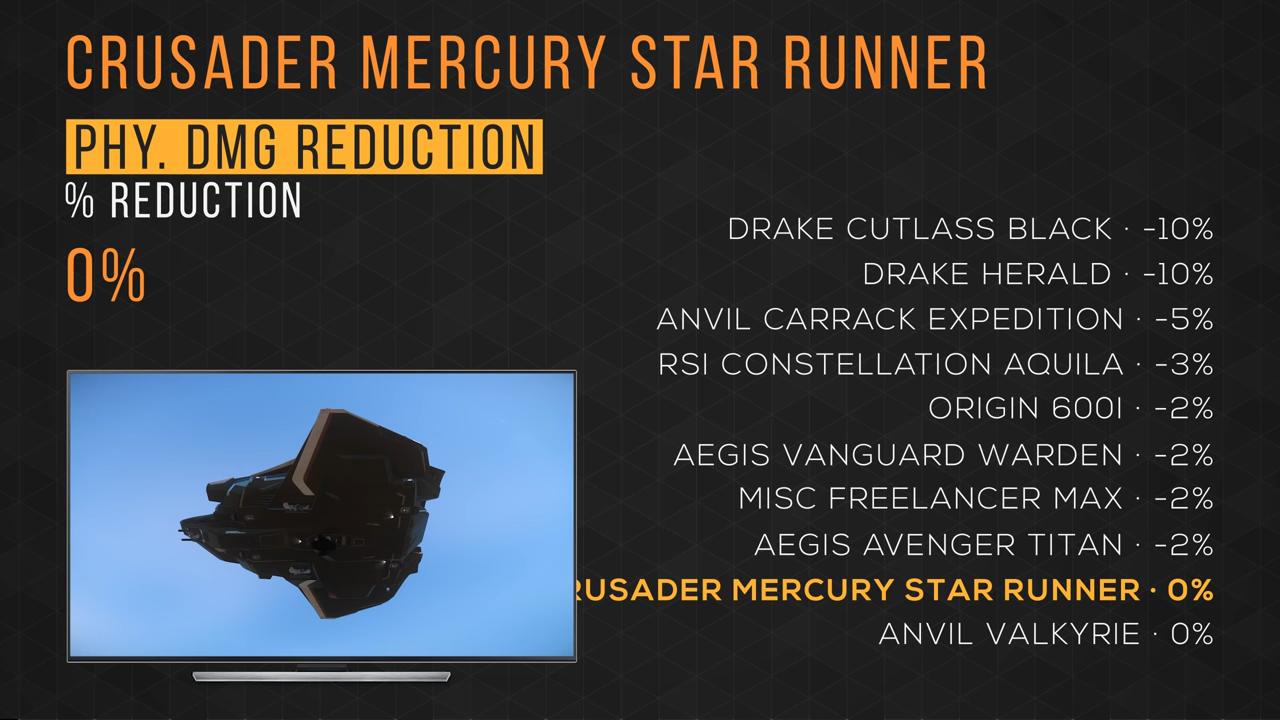 CRUSADER MERCURY STAR RUNNER
PHY. DMG REDUCTION
% REDUCTION
0%
DRAKE CUTLASS BLACK · -10%
DRAKE HERALD · -10%
ANVIL CARRACK EXPEDITION · -5%
RSI CONSTELLATION AQUILA · -3%
ORIGIN 600I · -2%
AEGIS VANGUARD WARDEN · -2%
MISC FREELANCER MAX · -2%
AEGIS AVENGER TITAN · -2%
RUSADER MERCURY STAR RUNNER · 0%
ANVIL VALKYRIE · 0%